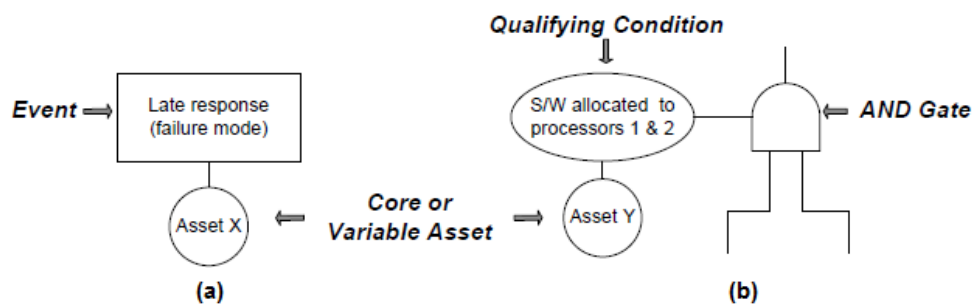 Qualifying Condition
Event
Late response
(failure mode)
S/W allocated to
processors 1 & 2
AND Gate
Asset X
Core or
Variable Asset
Asset Y
(a)
(b)